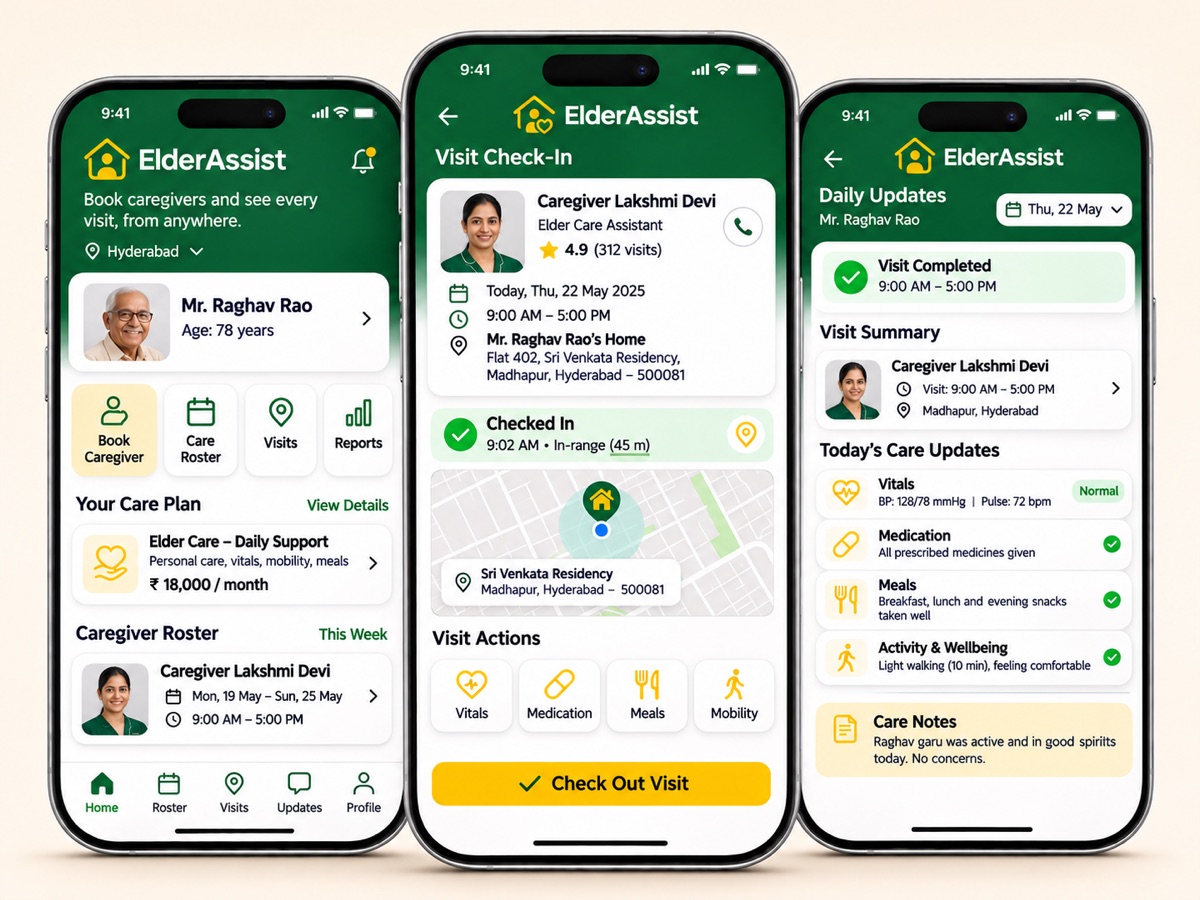 9:41
ElderAssist
Book caregivers and see every
visit, from anywhere.
Hyderabad
Mr. Raghav Rao
Age: 78 years
Book
Caregiver
Care
Roster
Visits
Reports
Your Care Plan
View Details
Elder Care – Daily Support
Personal care, vitals, mobility, meals
₹ 18,000 / month
Caregiver Roster
This Week
Caregiver Lakshmi Devi
Mon, 19 May – Sun, 25 May
9:00 AM – 5:00 PM
Home
Roster
Visits
Updates
Profile
9:41
ElderAssist
Visit Check-In
Caregiver Lakshmi Devi
Elder Care Assistant
4.9 (312 visits)
Today, Thu, 22 May 2025
9:00 AM – 5:00 PM
Mr. Raghav Rao's Home
Flat 402, Sri Venkata Residency,
Madhapur, Hyderabad – 500081
Checked In
9:02 AM • In-range (45 m)
Sri Venkata Residency
Madhapur, Hyderabad – 500081
Visit Actions
Vitals
Medication
Meals
Mobility
Check Out Visit
9:41
ElderAssist
Daily Updates
Mr. Raghav Rao
Thu, 22 May
Visit Completed
9:00 AM – 5:00 PM
Visit Summary
Caregiver Lakshmi Devi
Visit: 9:00 AM – 5:00 PM
Madhapur, Hyderabad
Today's Care Updates
Vitals
BP: 128/78 mmHg | Pulse: 72 bpm
Normal
Medication
All prescribed medicines given
Meals
Breakfast, lunch and evening snacks
taken well
Activity & Wellbeing
Light walking (10 min), feeling comfortable
Care Notes
Raghav garu was active and in good spiriits
today. No concerns.